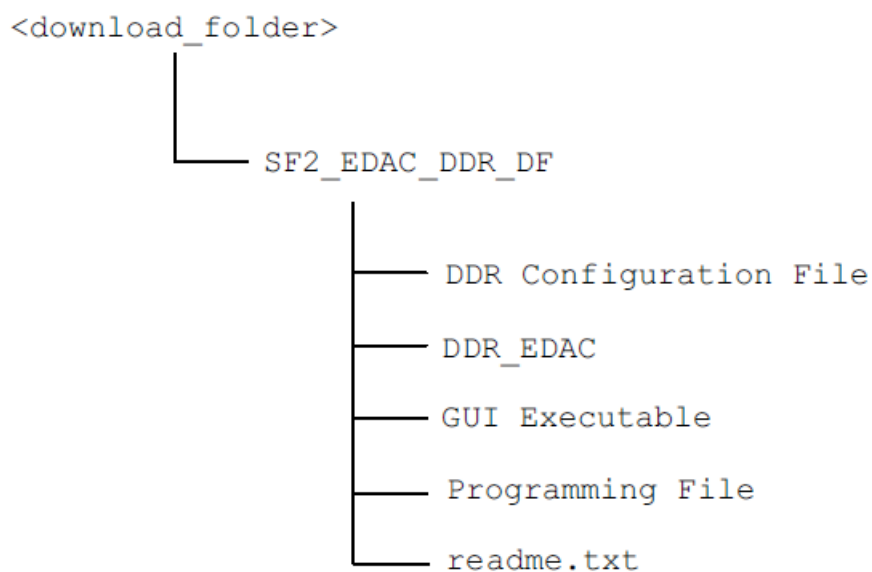 <download_folder>
SF2_EDAC_DDR_DF
DDR Configuration File
DDR_EDAC
GUI Executable
Programming File
readme.txt